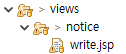 > views
> notice
write.jsp